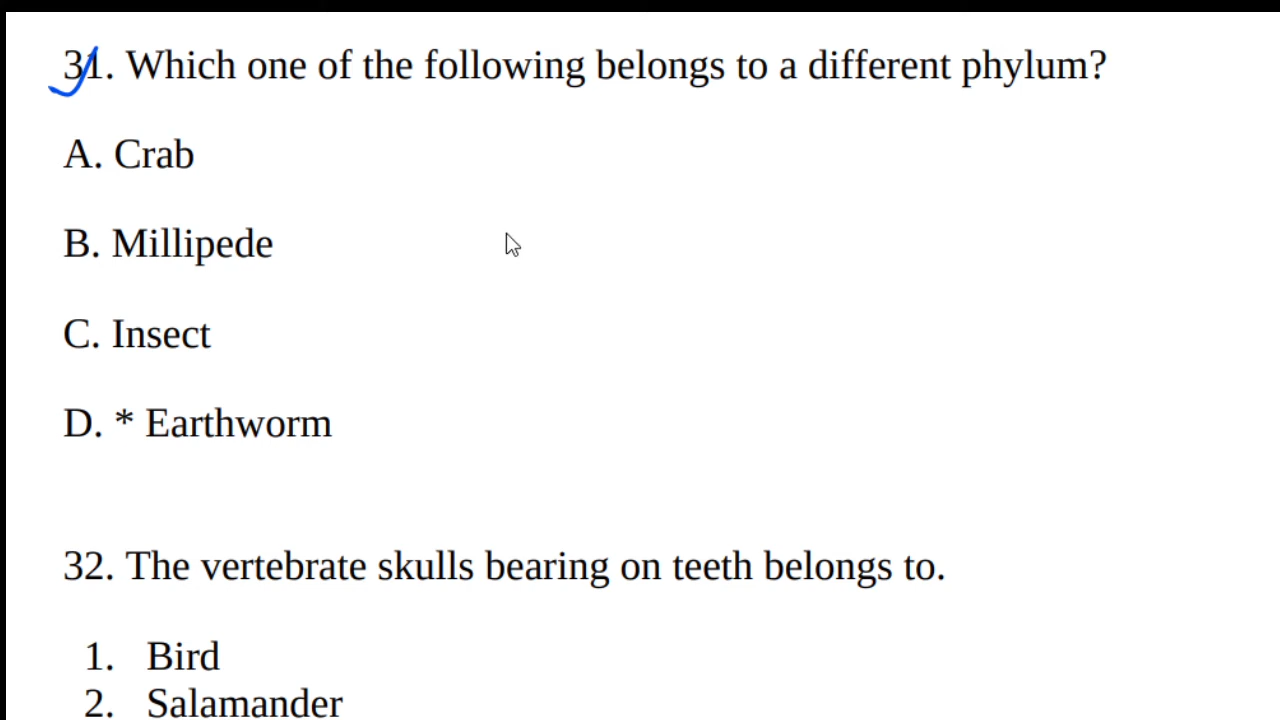 31. Which one of the following belongs to a different phylum?
A. Crab
B. Millipede
C. Insect
D. * Earthworm
32. The vertebrate skulls bearing on teeth belongs to.
1. Bird
2. Salamander